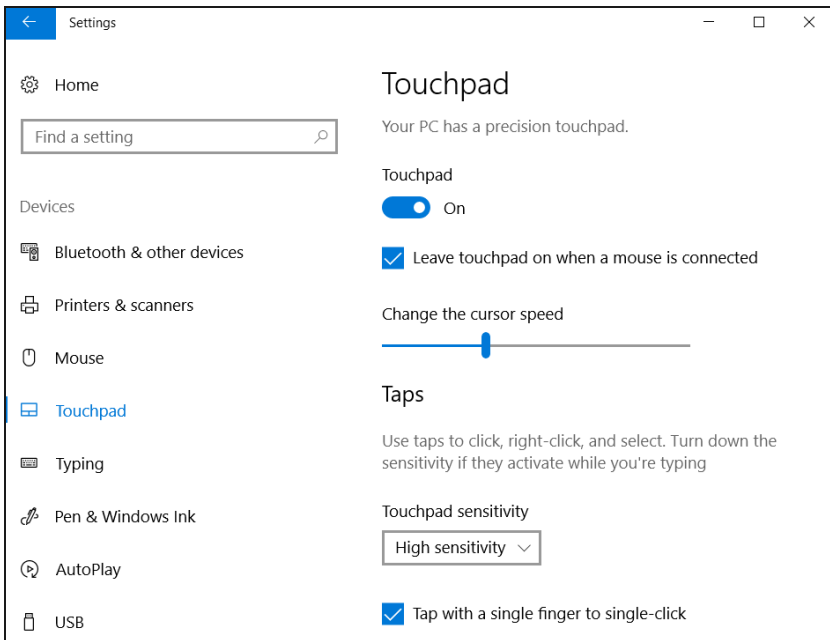 Settings
Home
Find a setting
Devices
Bluetooth & other devices
Printers & scanners
Mouse
Touchpad
Typing
Pen & Windows Ink
AutoPlay
USB
Touchpad
Your PC has a precision touchpad.
Touchpad
On
Leave touchpad on when a mouse is connected
Change the cursor speed
Taps
Use taps to click, right-click, and select. Turn down the
sensitivity if they activate while you're typing
Touchpad sensitivity
High sensitivity
Tap with a single finger to single-click